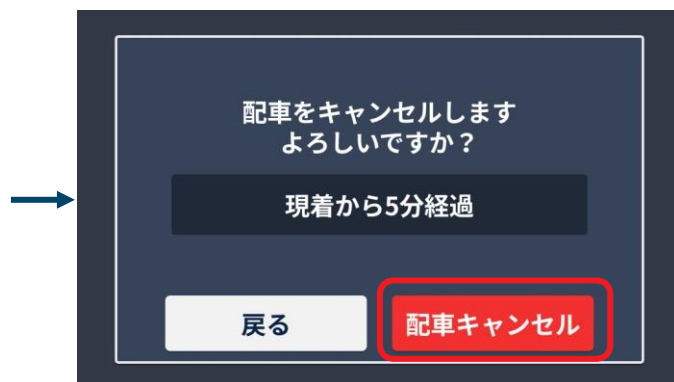 配車をキャンセルします
よろしいですか？
現着から5分経過
戻る
配車キャンセル